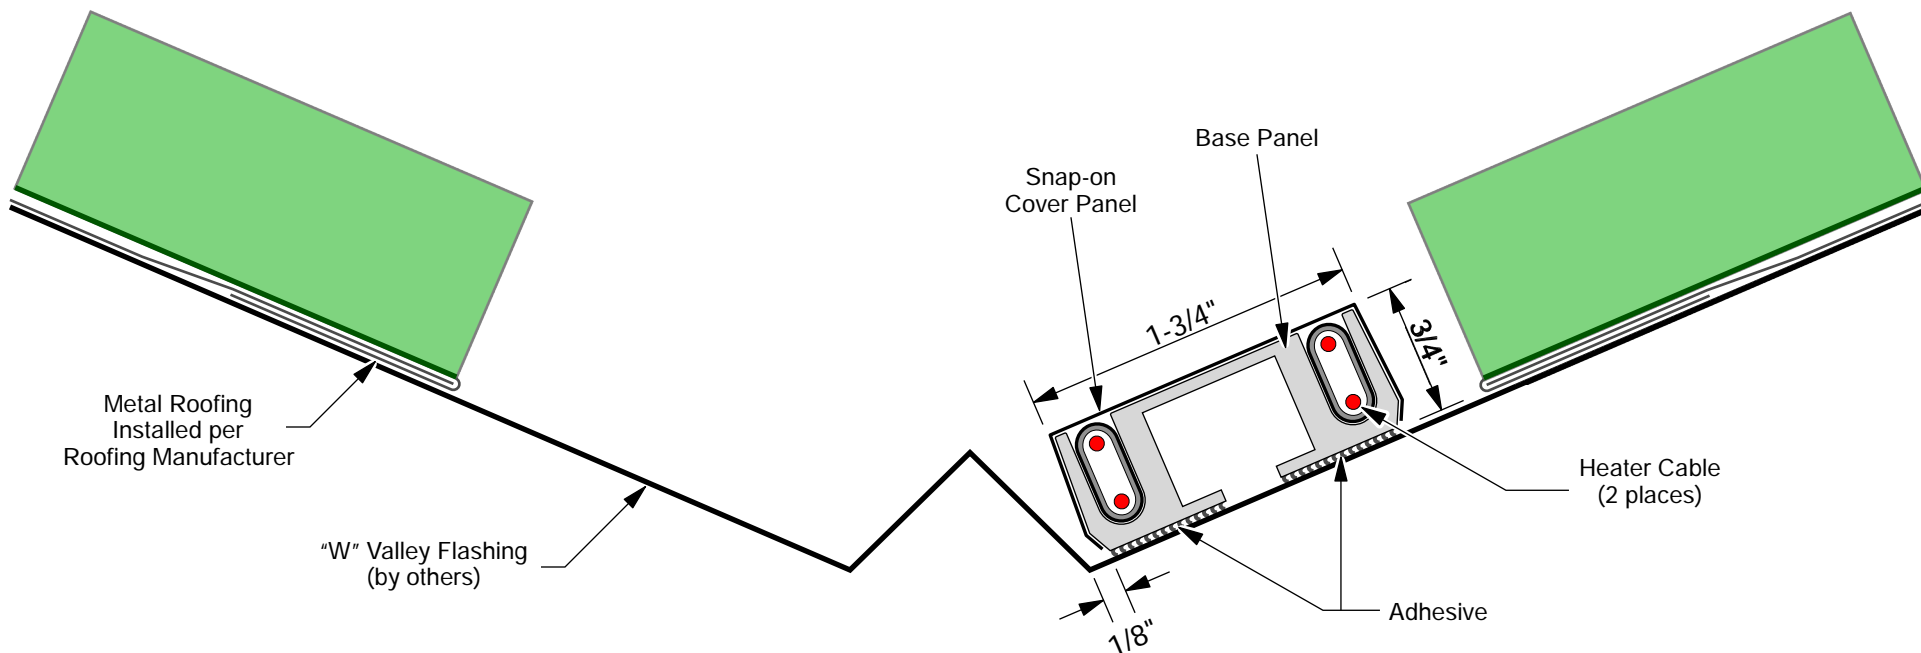 Base Panel
Snap-on
Cover Panel
1-3/4"
3/4"
Metal Roofing
Installed per
Roofing Manufacturer
Heater Cable
(2 places)
“W” Valley Flashing
(by others)
Adhesive
1/8"